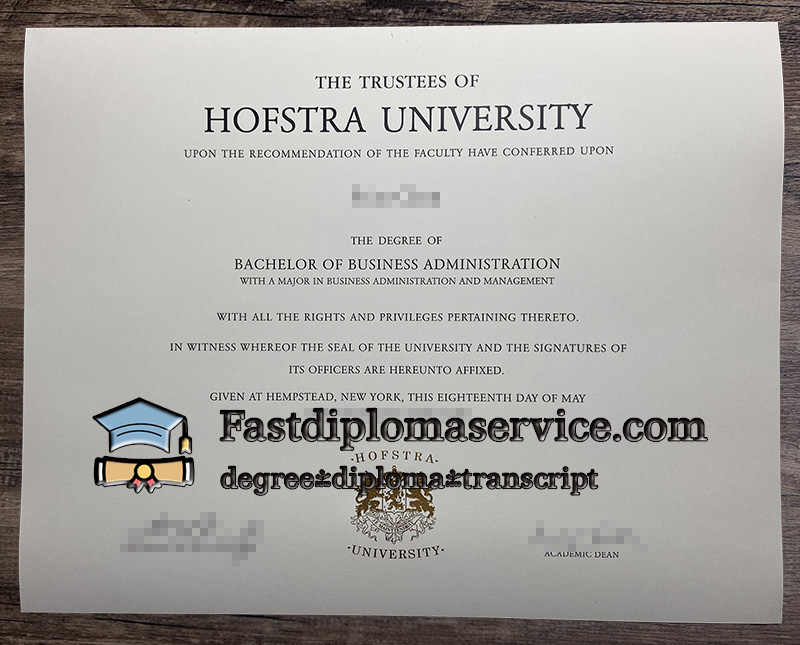 THE TRUSTEES OF
HOFSTRA UNIVERSITY
UPON THE RECOMMENDATION OF THE FACULTY HAVE CONFERRED UPON
THE DEGREE OF
BACHELOR OF BUSINESS ADMINISTRATION
WITH A MAJOR IN BUSINESS ADMINISTRATION AND MANAGEMENT
WITH ALL THE RIGHTS AND PRIVILEGES PERTAINING THERETO.
IN WITNESS WHEREOF THE SEAL OF THE UNIVERSITY AND THE SIGNATURES OF
ITS OFFICERS ARE HEREUNTO AFFIXED.
GIVEN AT HEMPSTEAD, NEW YORK, THIS EIGHTEENTH DAY OF MAY
Fastdiplomaservice.com
·HOFSTRA·
degree*diploma*transcript
·UNIVERSITY·
ACADEMIC DEAN